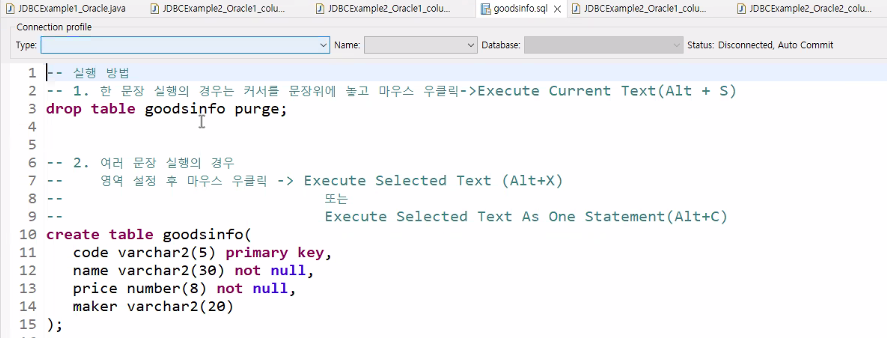 JDBCExample1_Oracle.java JDBCExample2_Oracle1_colu... JDBCExample2_Oracle1_colu... goodsinfo.sql JDBCExample2_Oracle1_colu... JDBCExample2_Oracle2_colu...
Connection profile
Type: Name: Database: Status: Disconnected, Auto Commit
1 -- 실행 방법
2 -- 1. 한 문장 실행의 경우는 커서를 문장위에 놓고 마우스 우클릭->Execute Current Text(Alt + S)
3 drop table goodsinfo purge;
4
5
6 -- 2. 여러 문장 실행의 경우
7 -- 영역 설정 후 마우스 우클릭 -> Execute Selected Text (Alt+X)
8 -- 또는
9 -- Execute Selected Text As One Statement(Alt+C)
10 create table goodsinfo(
11 code varchar2(5) primary key,
12 name varchar2(30) not null,
13 price number(8) not null,
14 maker varchar2(20)
15 );